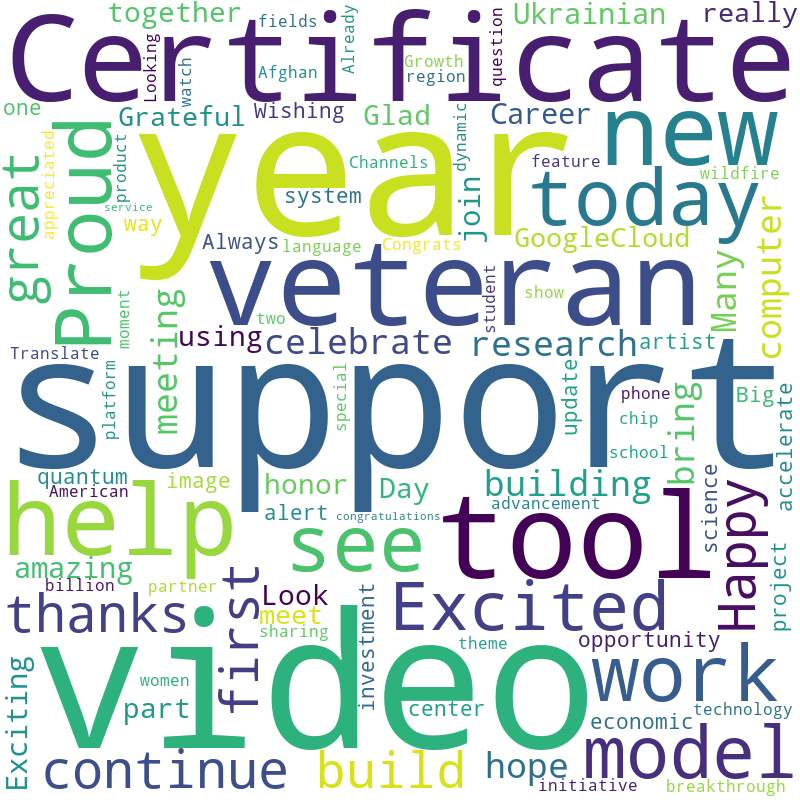 together
fields
Already
Ukrainian
really
Certificate
Looking
watch
Afghan
Growth
region
question
one
Proud
product
Grateful
Wishing
Glad
Career
new
great
appreciated
year
Channels
dynamic
feature
wildfire
service
way
system
join
today
Always
language
Congrats
GoogleCloud
Many
computer
veteran
moment
meeting
two
student
show
Translate
using
celebrate
research
artist
platform
support
special
update
phone
chip
school
bring
Big
accelerate
quantum
American
image
honor
Day
building
science
alert
congratulations
advancement
help
see
tool
Happy
amazing
billion
partner
Look
meet
sharing
thanks
first
investment
Excited
theme
opportunity
project
video
women
part
center
work
economic
technology
Exciting
continue
build
hope
model
initiative
breakthrough